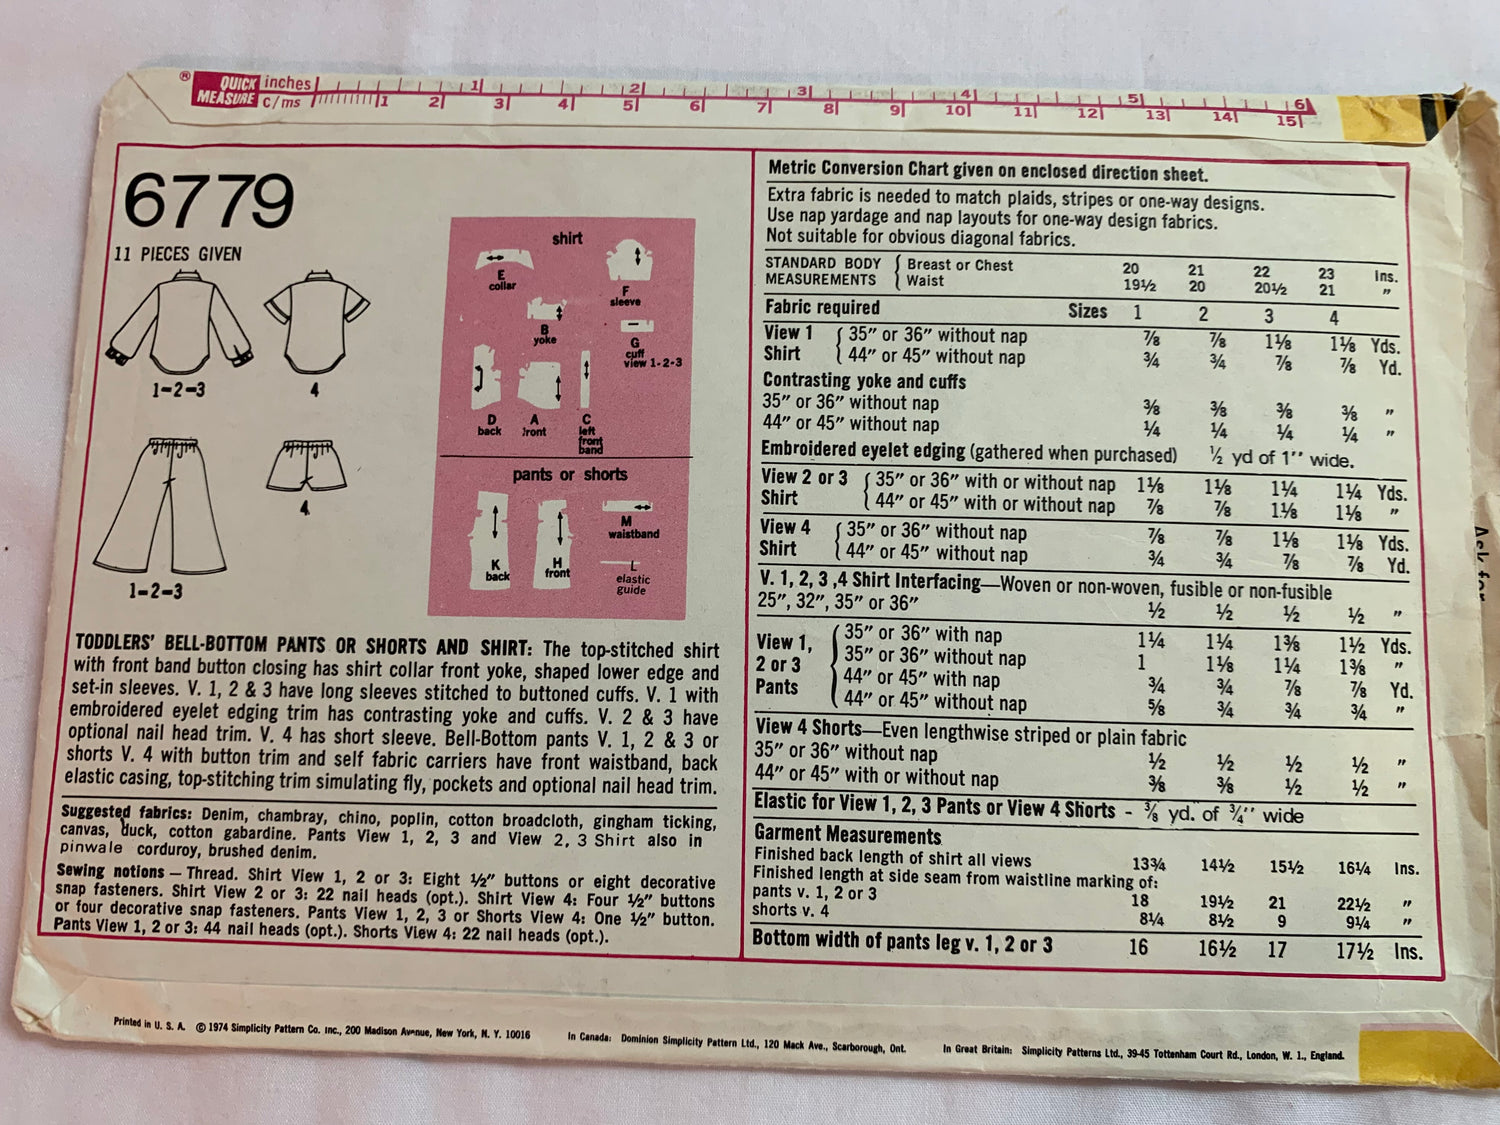 ® QUICK MEASURE inches 1 2 3 4 5 6
c/ms 1 2 3 4 5 6 7 8 9 10 11 12 13 14 15
6779
11 PIECES GIVEN
1-2-3
4
1-2-3
4
shirt
E
collar
F
sleeve
B
yoke
G
cuff
view 1-2-3
D
back
A
front
C
left
front
band
pants or shorts
K
back
H
front
M
waistband
L
elastic
guide
TODDLERS' BELL-BOTTOM PANTS OR SHORTS AND SHIRT: The top-stitched shirt
with front band button closing has shirt collar front yoke, shaped lower edge and
set-in sleeves. V. 1, 2 & 3 have long sleeves stitched to buttoned cuffs. V. 1 with
embroidered eyelet edging trim has contrasting yoke and cuffs. V. 2 & 3 have
optional nail head trim. V. 4 has short sleeve. Bell-Bottom pants V. 1, 2 & 3 or
shorts V. 4 with button trim and self fabric carriers have front waistband, back
elastic casing, top-stitching trim simulating fly, pockets and optional nail head trim.
Suggested fabrics: Denim, chambray, chino, poplin, cotton broadcloth, gingham ticking,
canvas, duck, cotton gabardine. Pants View 1, 2, 3 and View 2, 3 Shirt also in
pinwale corduroy, brushed denim.
Sewing notions — Thread. Shirt View 1, 2 or 3: Eight ½″ buttons or eight decorative
snap fasteners. Shirt View 2 or 3: 22 nail heads (opt.). Shirt View 4: Four ½″ buttons
or four decorative snap fasteners. Pants View 1, 2, 3 or Shorts View 4: One ½″ button.
Pants View 1, 2 or 3: 44 nail heads (opt.). Shorts View 4: 22 nail heads (opt.).
Metric Conversion Chart given on enclosed direction sheet.
Extra fabric is needed to match plaids, stripes or one-way designs.
Use nap yardage and nap layouts for one-way design fabrics.
Not suitable for obvious diagonal fabrics.
STANDARD BODY MEASUREMENTS { Breast or Chest 20 21 22 23 Ins.
Waist 19½ 20 20½ 21 ″
Fabric required Sizes 1 2 3 4
View 1 Shirt { 35″ or 36″ without nap ⅞ ⅞ 1⅛ 1⅛ Yds.
44″ or 45″ without nap ¾ ¾ ⅞ ⅞ Yd.
Contrasting yoke and cuffs
35″ or 36″ without nap ⅜ ⅜ ⅜ ⅜ ″
44″ or 45″ without nap ¼ ¼ ¼ ¼ ″
Embroidered eyelet edging (gathered when purchased) ½ yd of 1″ wide.
View 2 or 3 Shirt { 35″ or 36″ with or without nap 1⅛ 1⅛ 1¼ 1¼ Yds.
44″ or 45″ with or without nap ⅞ ⅞ 1⅛ 1⅛ ″
View 4 Shirt { 35″ or 36″ without nap ⅞ ⅞ 1⅛ 1⅛ Yds.
44″ or 45″ without nap ¾ ¾ ⅞ ⅞ Yd.
V. 1, 2, 3 ,4 Shirt Interfacing—Woven or non-woven, fusible or non-fusible
25″, 32″, 35″ or 36″ ½ ½ ½ ½ ″
View 1, 2 or 3 Pants { 35″ or 36″ with nap 1¼ 1¼ 1⅜ 1½ Yds.
35″ or 36″ without nap 1 1⅛ 1¼ 1⅜ ″
44″ or 45″ with nap ¾ ¾ ⅞ ⅞ Yd.
44″ or 45″ without nap ⅝ ¾ ¾ ¾ ″
View 4 Shorts—Even lengthwise striped or plain fabric
35″ or 36″ without nap ½ ½ ½ ½ ″
44″ or 45″ with or without nap ⅜ ⅜ ½ ½ ″
Elastic for View 1, 2, 3 Pants or View 4 Shorts - ⅜ yd. of ¾″ wide
Garment Measurements
Finished back length of shirt all views 13¾ 14½ 15½ 16¼ Ins.
Finished length at side seam from waistline marking of:
pants v. 1, 2 or 3 18 19½ 21 22½ ″
shorts v. 4 8¼ 8½ 9 9¼ ″
Bottom width of pants leg v. 1, 2 or 3 16 16½ 17 17½ Ins.
Printed in U. S. A. © 1974 Simplicity Pattern Co. Inc., 200 Madison Avenue, New York, N. Y. 10016
In Canada: Dominion Simplicity Pattern Ltd., 120 Mack Ave., Scarborough, Ont.
In Great Britain: Simplicity Patterns Ltd., 39-45 Tottenham Court Rd., London, W. 1., England.